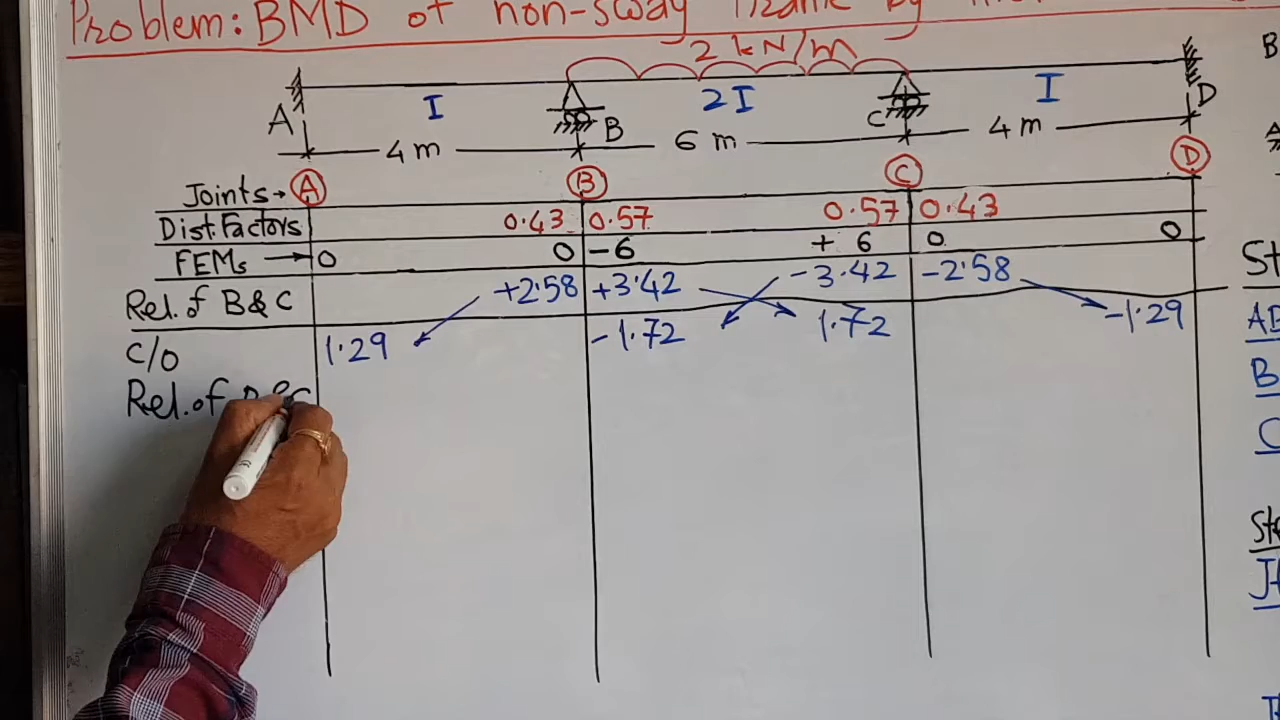 Problem: BMD of non-sway frame by
2 kN/m
A I B 2I C I D
4 m 6 m 4 m
Joints→ A B C D
Dist.Factors 0.43 0.57 0.57 0.43
FEMs → 0 0 -6 + 6 0 0
Rel. of B & C +2.58 +3.42 -3.42 -2.58
C/O 1.29 -1.72 1.72 -1.29
Rel. of B & C